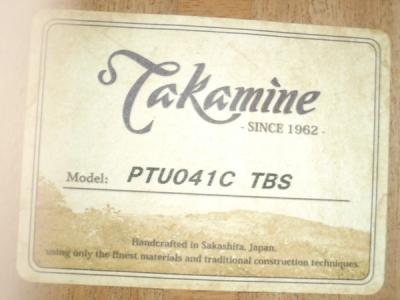 Takamine
- SINCE 1962 -
Model: PTU041C TBS
Handcrafted in Sakashita, Japan,
using only the finest materials and traditional construction techniques.